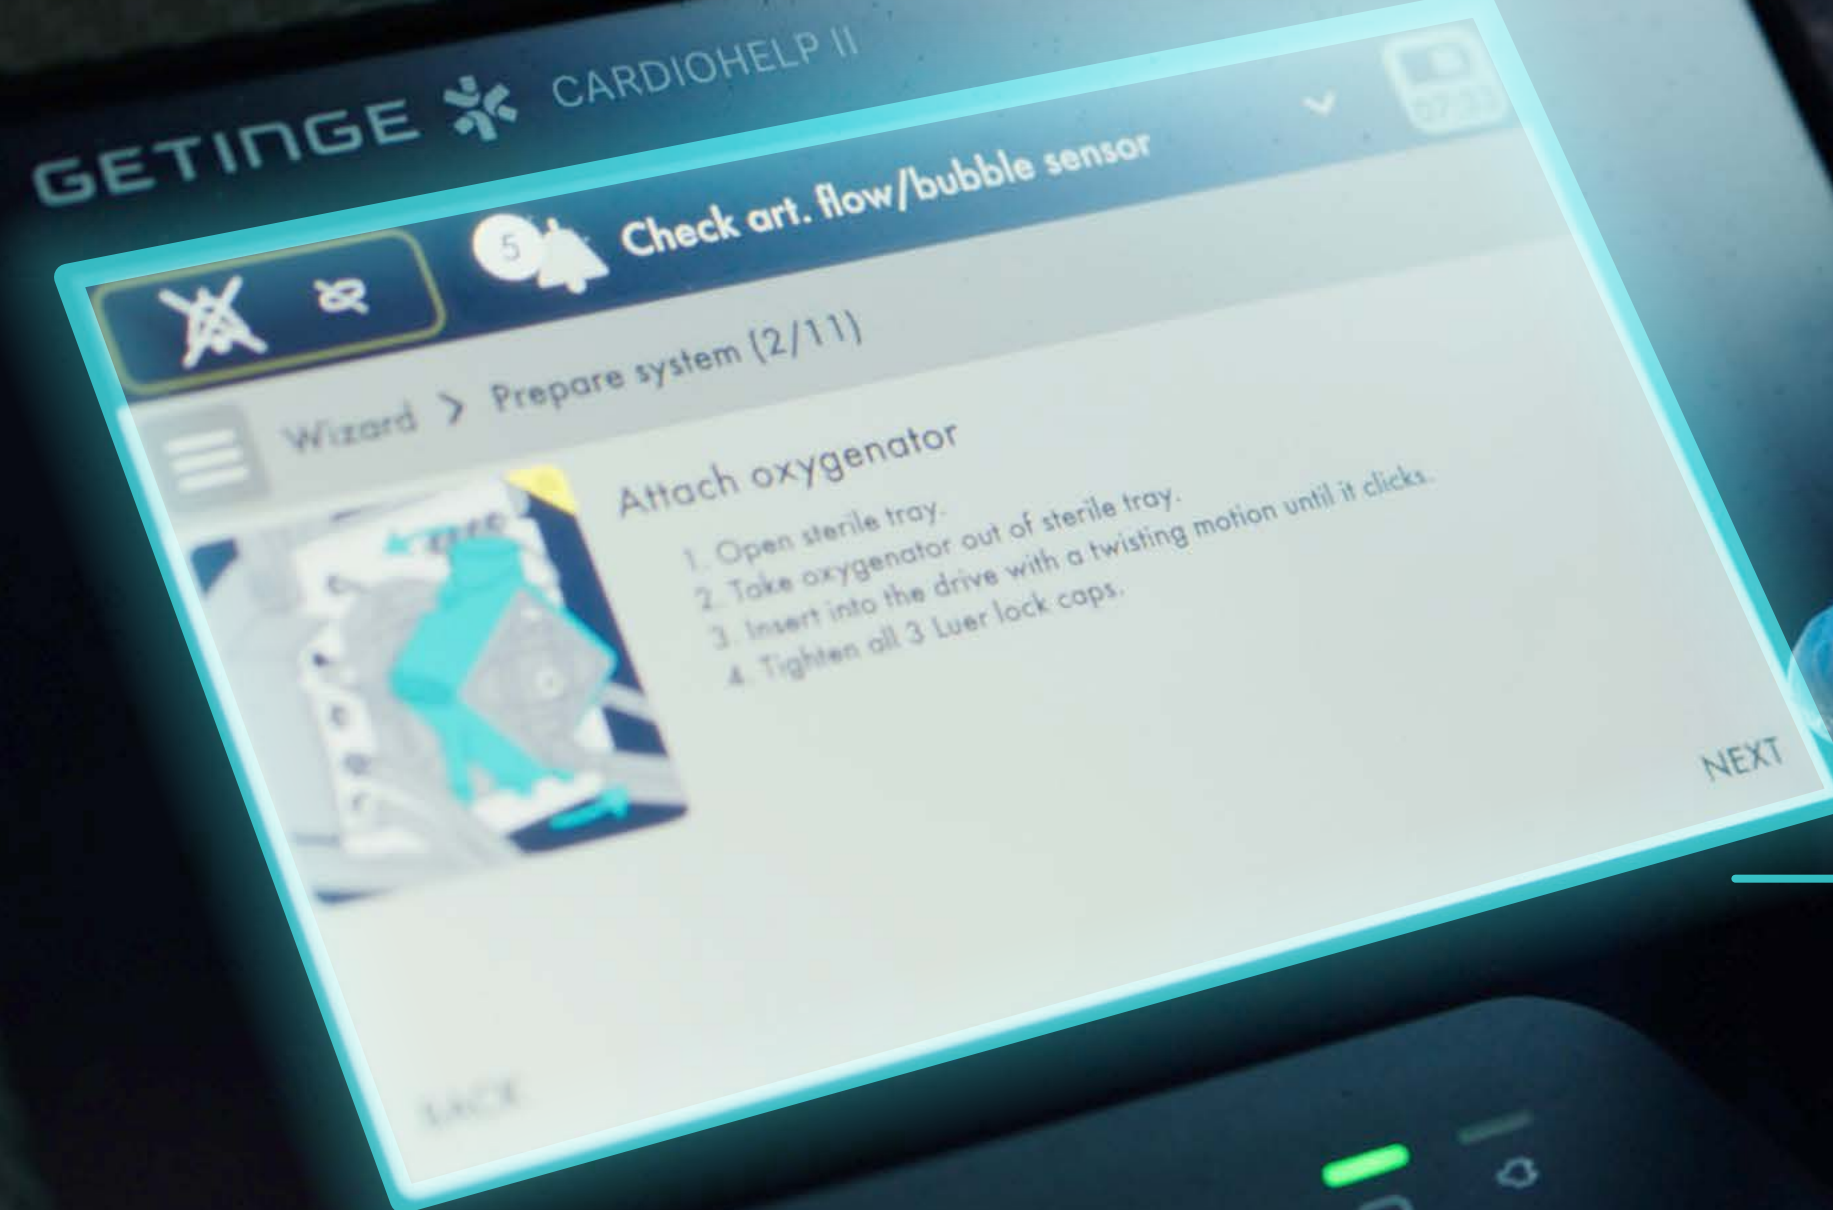 GETINGE CARDIOHELP II
5 Check art. flow/bubble sensor
Wizard > Prepare system (2/11)
Attach oxygenator
1. Open sterile tray.
2. Take oxygenator out of sterile tray.
3. Insert into the drive with a twisting motion until it clicks.
4. Tighten all 3 Luer lock caps.
NEXT
BACK